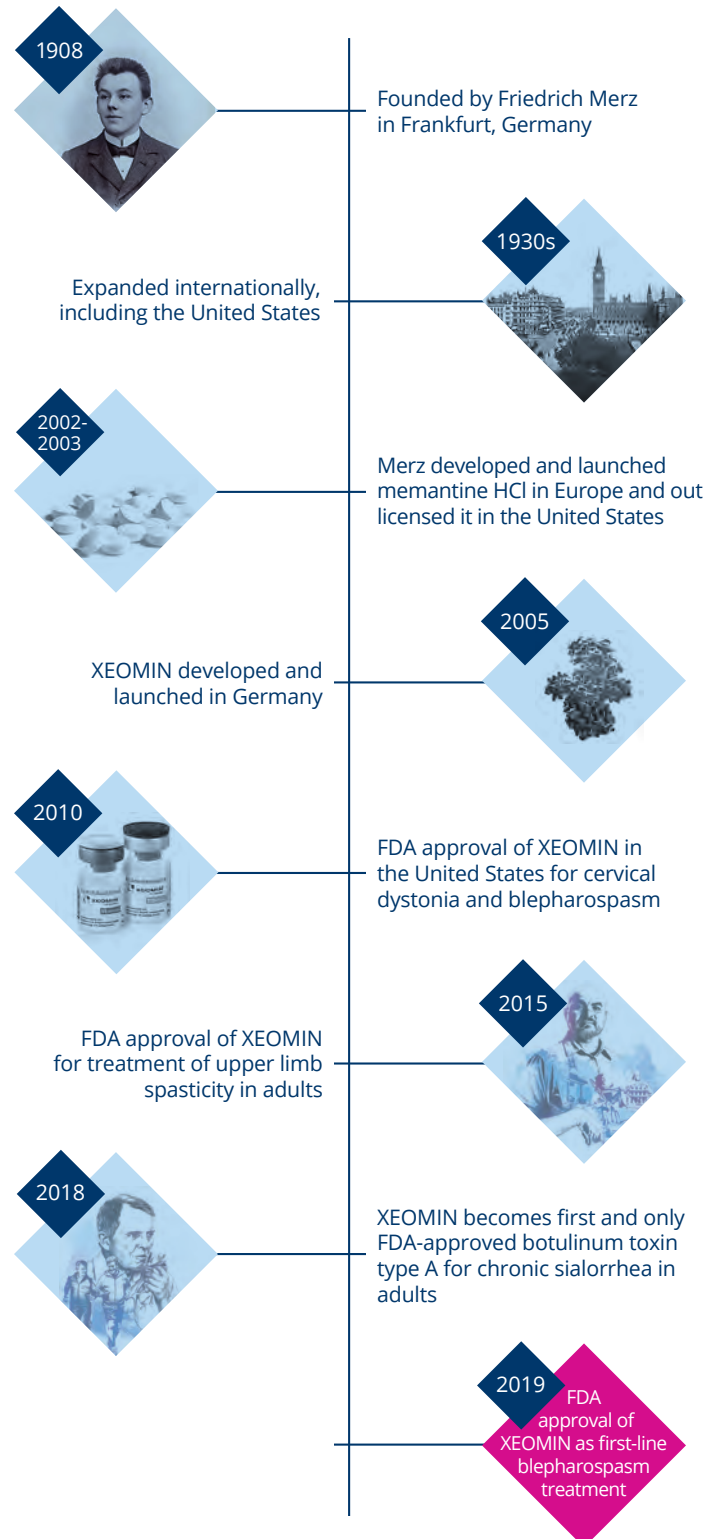 1908
Founded by Friedrich Merz
in Frankfurt, Germany
1930s
Expanded internationally,
including the United States
2002-
2003
Merz developed and launched
memantine HCl in Europe and out
licensed it in the United States
2005
XEOMIN developed and
launched in Germany
2010
FDA approval of XEOMIN in
the United States for cervical
dystonia and blepharospasm
2015
FDA approval of XEOMIN
for treatment of upper limb
spasticity in adults
2018
XEOMIN becomes first and only
FDA-approved botulinum toxin
type A for chronic sialorrhea in
adults
2019
FDA
approval of
XEOMIN as first-line
blepharospasm
treatment